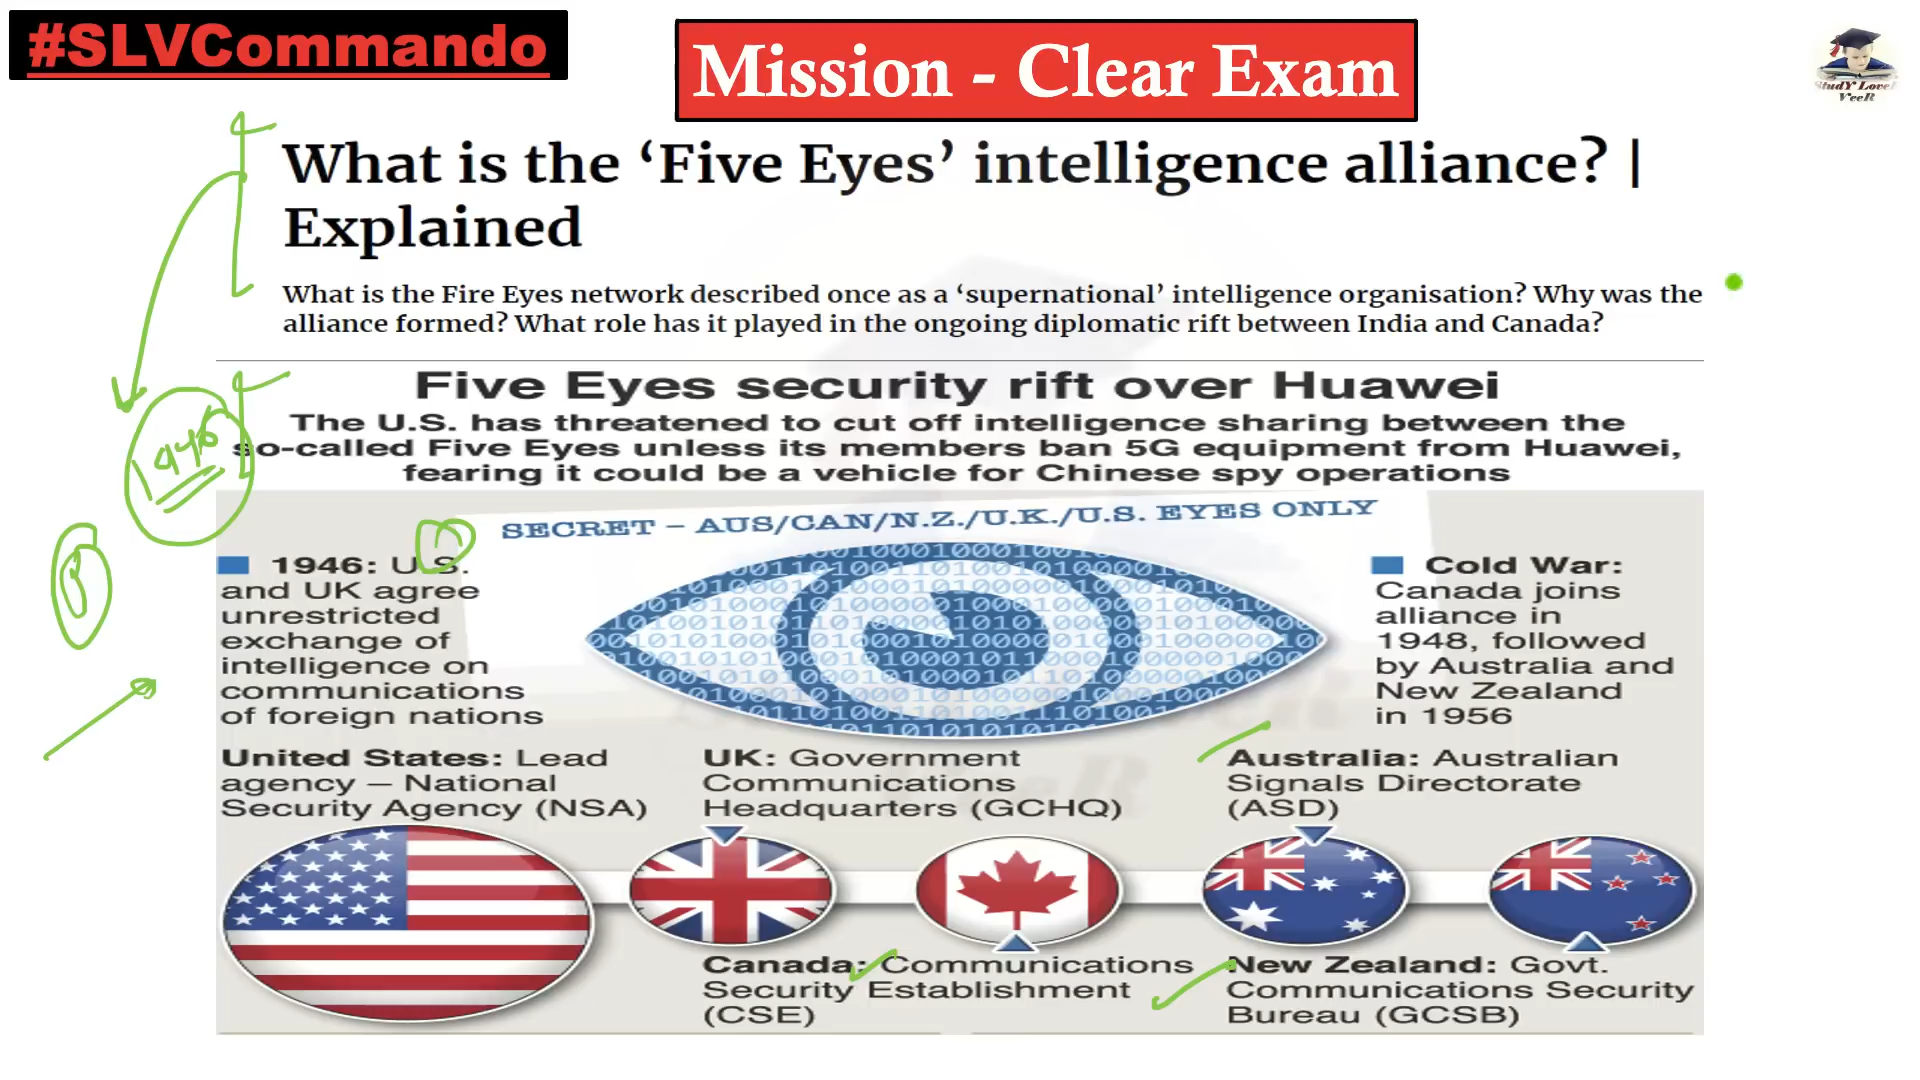 #SLVCommando
Mission - Clear Exam
StudY LoveR
VeeR
What is the ‘Five Eyes’ intelligence alliance? |
Explained
What is the Fire Eyes network described once as a ‘supernational’ intelligence organisation? Why was the
alliance formed? What role has it played in the ongoing diplomatic rift between India and Canada?
Five Eyes security rift over Huawei
The U.S. has threatened to cut off intelligence sharing between the
so-called Five Eyes unless its members ban 5G equipment from Huawei,
fearing it could be a vehicle for Chinese spy operations
1946
SECRET – AUS/CAN/N.Z./U.K./U.S. EYES ONLY
1946: U.S.
and UK agree
unrestricted
exchange of
intelligence on
communications
of foreign nations
Cold War:
Canada joins
alliance in
1948, followed
by Australia and
New Zealand
in 1956
United States: Lead
agency – National
Security Agency (NSA)
UK: Government
Communications
Headquarters (GCHQ)
Australia: Australian
Signals Directorate
(ASD)
Canada: Communications
Security Establishment
(CSE)
New Zealand: Govt.
Communications Security
Bureau (GCSB)